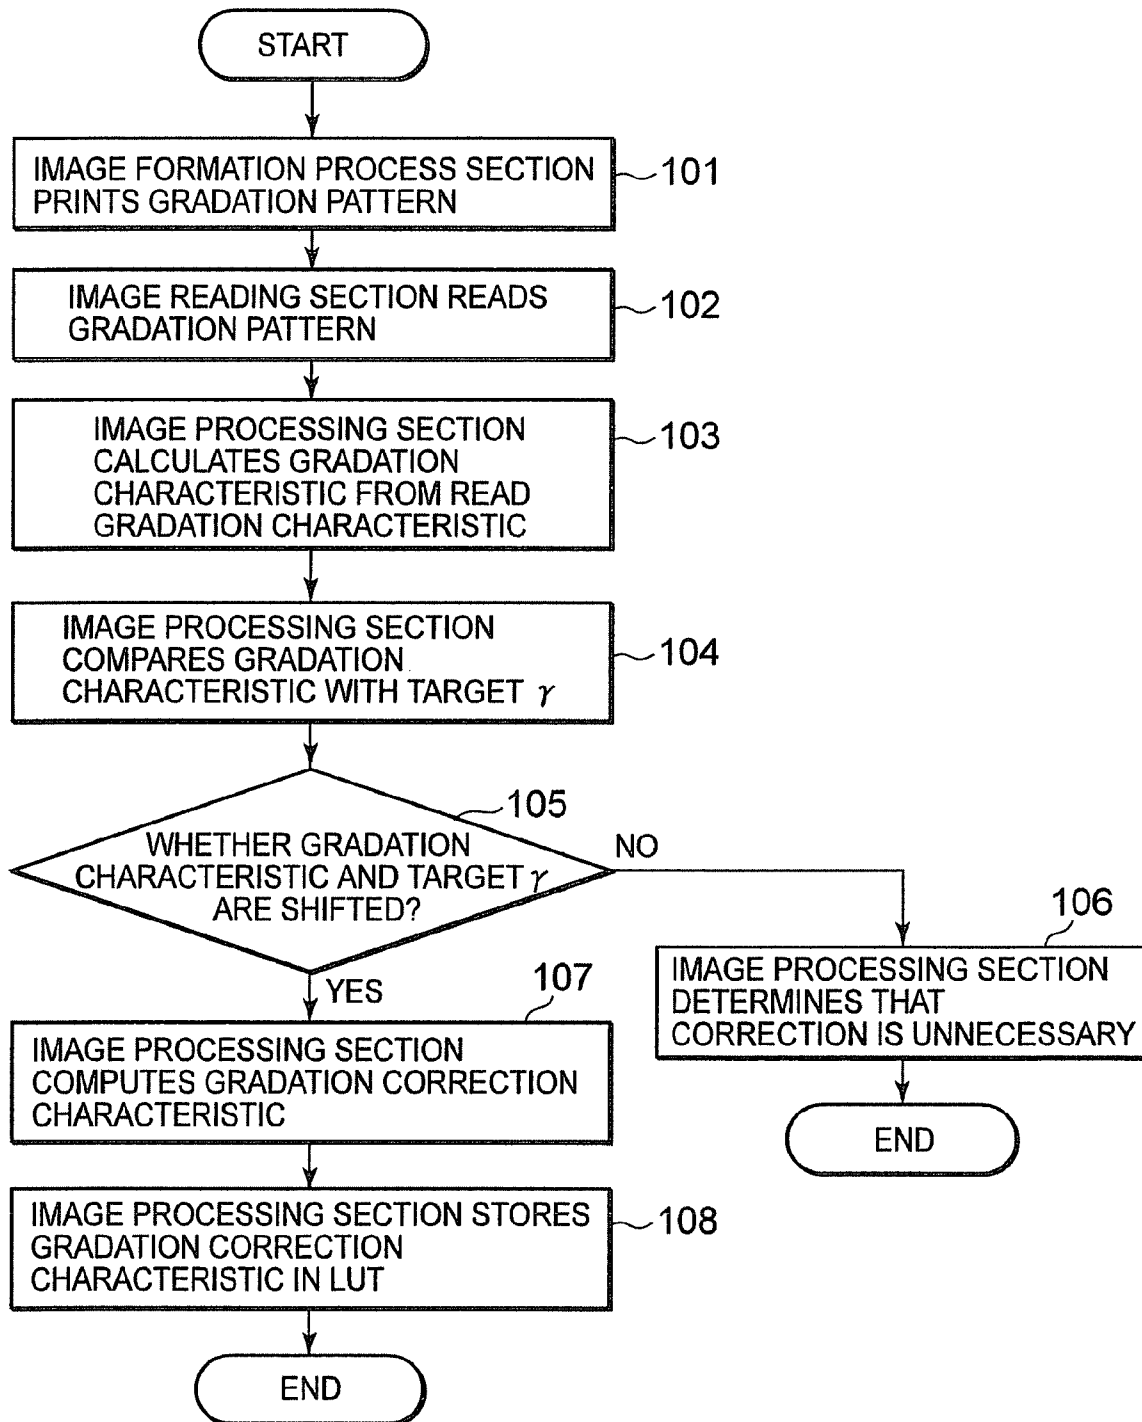 START
IMAGE FORMATION PROCESS SECTION
PRINTS GRADATION PATTERN
101
IMAGE READING SECTION READS
GRADATION PATTERN
102
IMAGE PROCESSING SECTION
CALCULATES GRADATION
CHARACTERISTIC FROM READ
GRADATION CHARACTERISTIC
103
IMAGE PROCESSING SECTION
COMPARES GRADATION
CHARACTERISTIC WITH TARGET γ
104
105
WHETHER GRADATION
CHARACTERISTIC AND TARGET γ
ARE SHIFTED?
NO
YES
106
IMAGE PROCESSING SECTION
DETERMINES THAT
CORRECTION IS UNNECESSARY
END
107
IMAGE PROCESSING SECTION
COMPUTES GRADATION CORRECTION
CHARACTERISTIC
IMAGE PROCESSING SECTION STORES
GRADATION CORRECTION
CHARACTERISTIC IN LUT
108
END